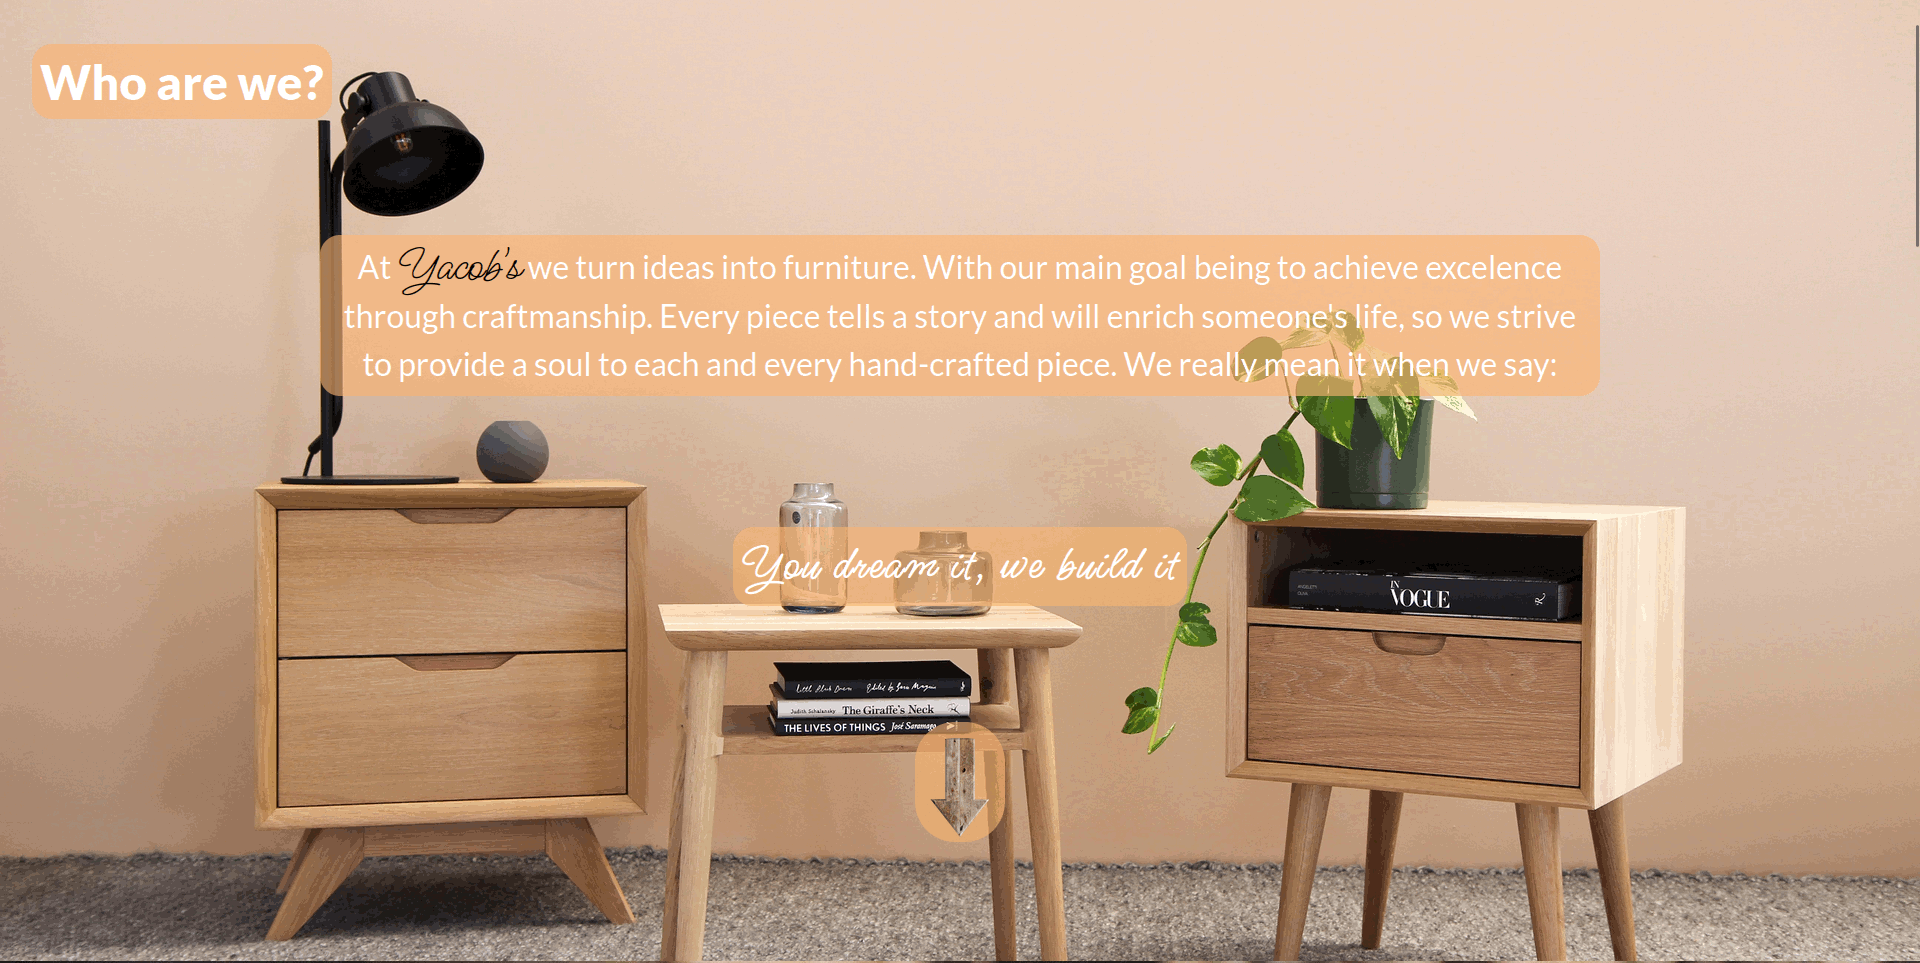 Who are we?
At Yacob's we turn ideas into furniture. With our main goal being to achieve excelence
through craftmanship. Every piece tells a story and will enrich someone's life, so we strive
to provide a soul to each and every hand-crafted piece. We really mean it when we say:
You dream it, we build it
IN
VOGUE
Little Black Dress Edited by
Judith Schalansky The Giraffe's Neck
THE LIVES OF THINGS José Saramago